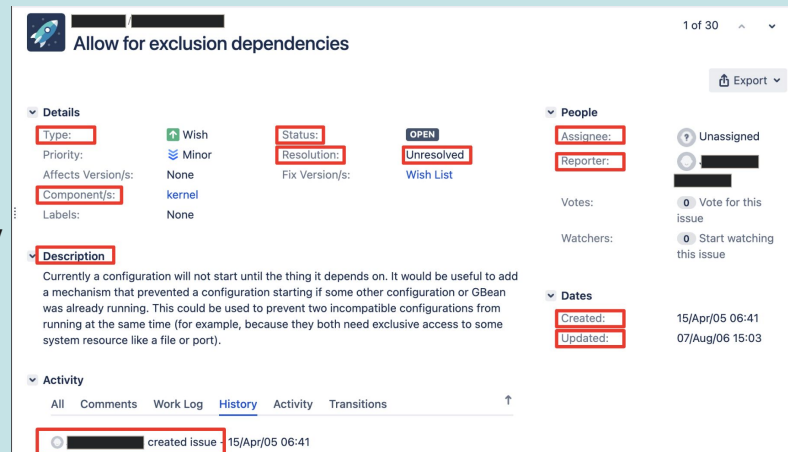 /
Allow for exclusion dependencies
1 of 30
Export
Details
Type: Wish Status: OPEN
Priority: Minor Resolution: Unresolved
Affects Version/s: None Fix Version/s: Wish List
Component/s: kernel
Labels: None
Description
Currently a configuration will not start until the thing it depends on. It would be useful to add
a mechanism that prevented a configuration starting if some other configuration or GBean
was already running. This could be used to prevent two incompatible configurations from
running at the same time (for example, because they both need exclusive access to some
system resource like a file or port).
Activity
All Comments Work Log History Activity Transitions
created issue - 15/Apr/05 06:41
People
Assignee: Unassigned
Reporter:
Votes: 0 Vote for this
issue
Watchers: 0 Start watching
this issue
Dates
Created: 15/Apr/05 06:41
Updated: 07/Aug/06 15:03